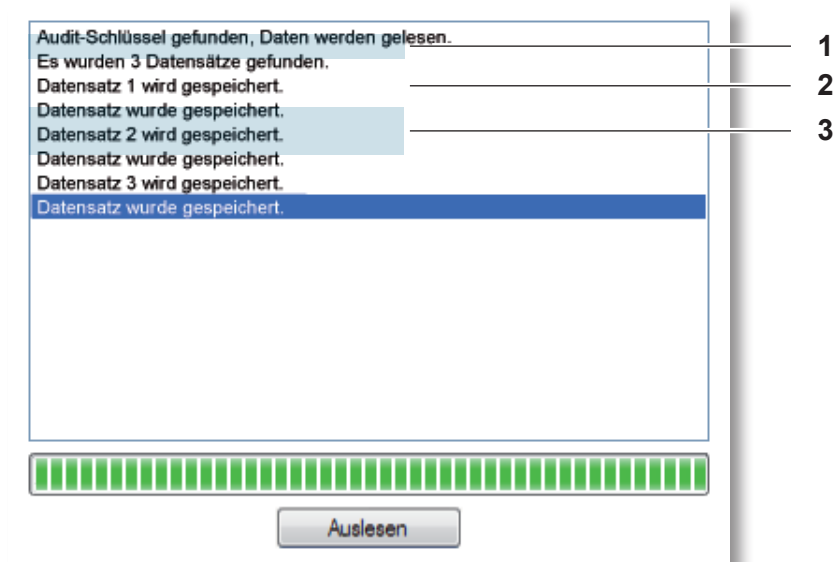 Audit-Schlüssel gefunden, Daten werden gelesen.
Es wurden 3 Datensätze gefunden.
Datensatz 1 wird gespeichert.
Datensatz wurde gespeichert.
Datensatz 2 wird gespeichert.
Datensatz wurde gespeichert.
Datensatz 3 wird gespeichert.
Datensatz wurde gespeichert.
1
2
3
Auslesen